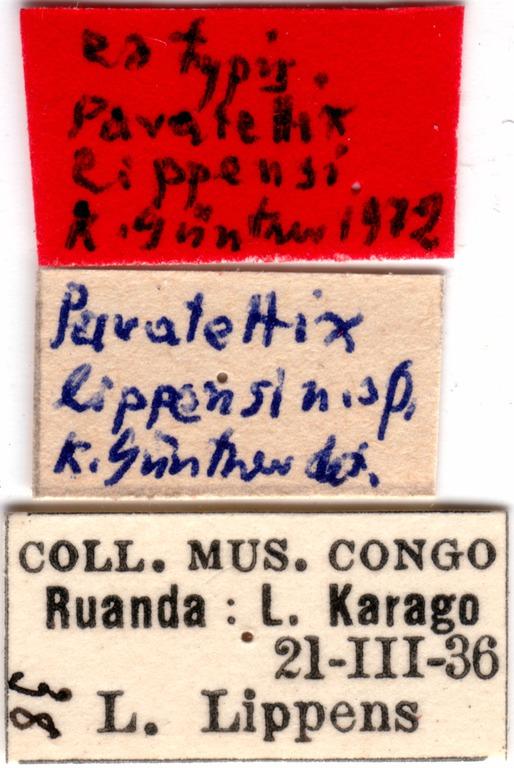 ex typis.
Paratettix
lippensi
K. Günther 1972
Paratettix
lippensi n. sp.
K. Günther det.
COLL. MUS. CONGO
Ruanda : L. Karago
21-III-36
L. Lippens
38